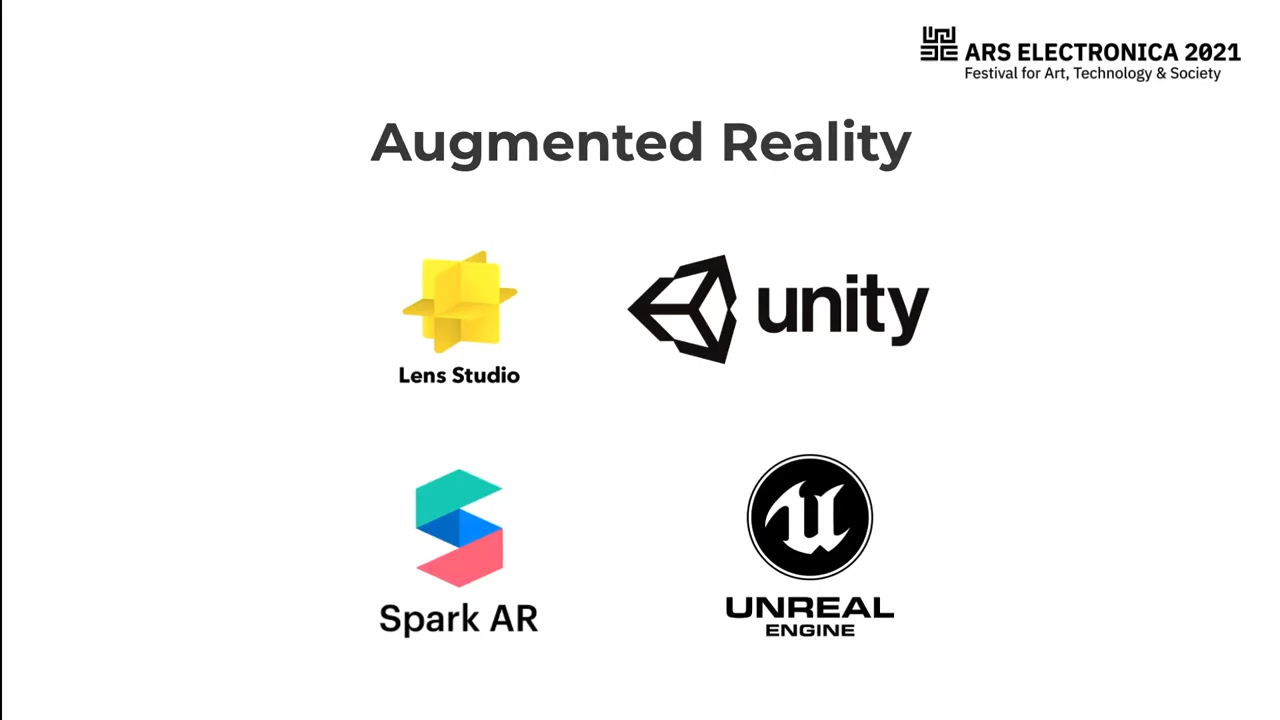 ARS ELECTRONICA 2021
Festival for Art, Technology & Society
Augmented Reality
unity
Lens Studio
Spark AR
UNREAL
ENGINE